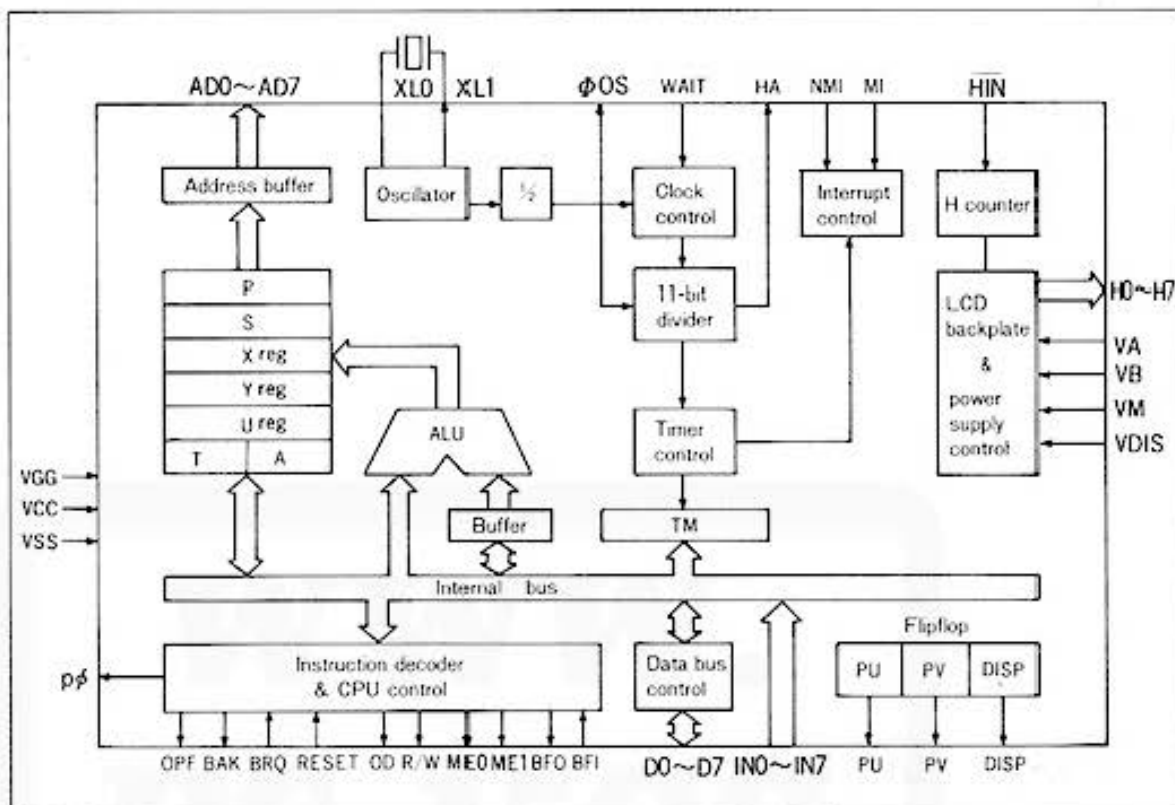 AD0~AD7 XL0 XL1 ϕOS WAIT HA NMI MI HIN
Address buffer
Oscilator
½
Clock
control
Interrupt
control
H counter
P
S
X reg
Y reg
U reg
T A
11-bit
divider
LCD
backplate
&
power
supply
control
H0~H7
VA
VB
VM
VDIS
ALU
Timer
control
VGG
VCC
VSS
Buffer
TM
Internal bus
Flipflop
pϕ
Instruction decoder
& CPU control
Data bus
control
PU PV DISP
OPF BAK BRQ RESET OD R/W ME0 ME1 BFO BFI D0~D7 IN0~IN7 PU PV DISP